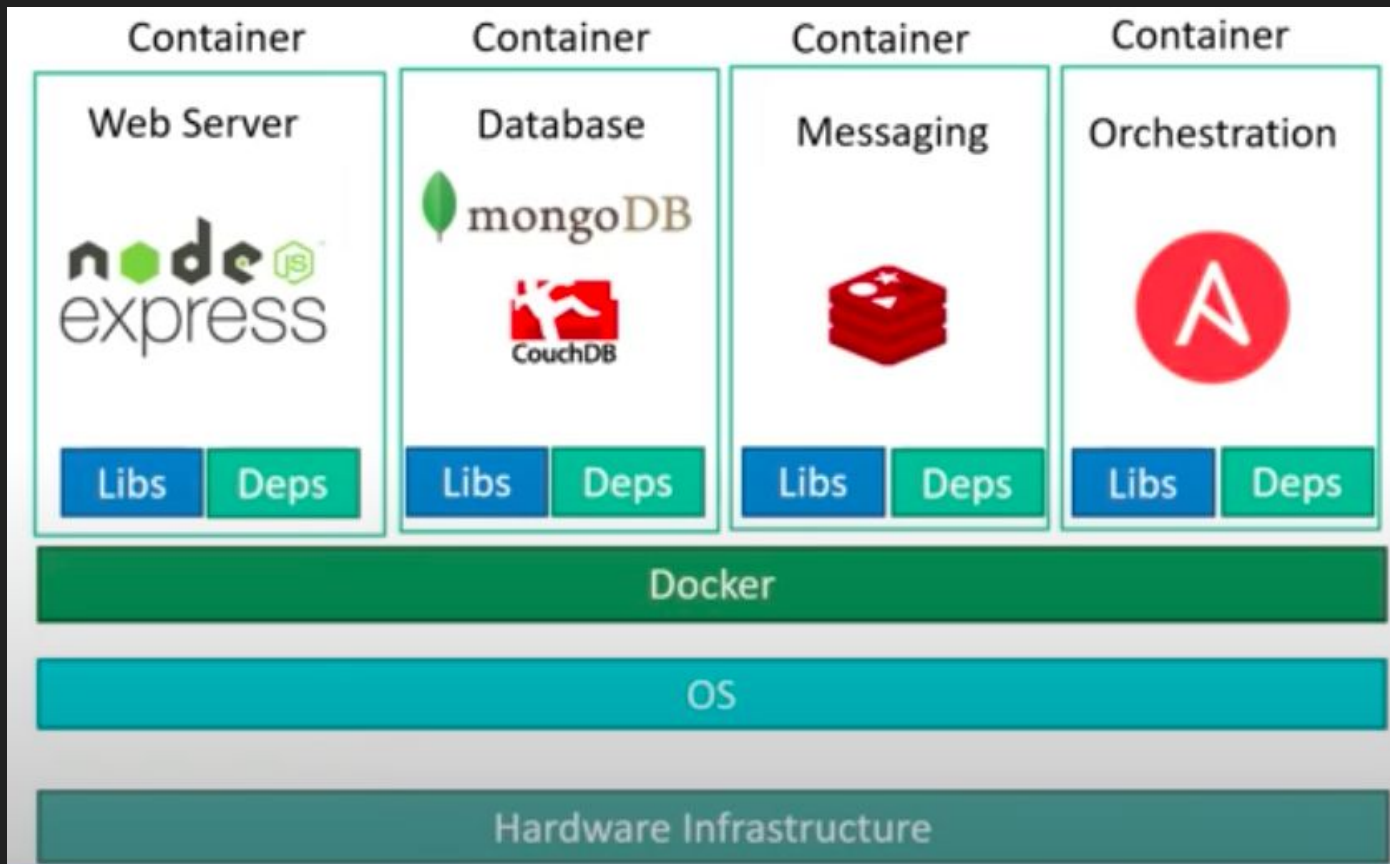 Container
Container
Container
Container
Web Server
Database
Messaging
Orchestration
mongoDB
node JS
express
CouchDB
A
Libs
Deps
Libs
Deps
Libs
Deps
Libs
Deps
Docker
OS
Hardware Infrastructure